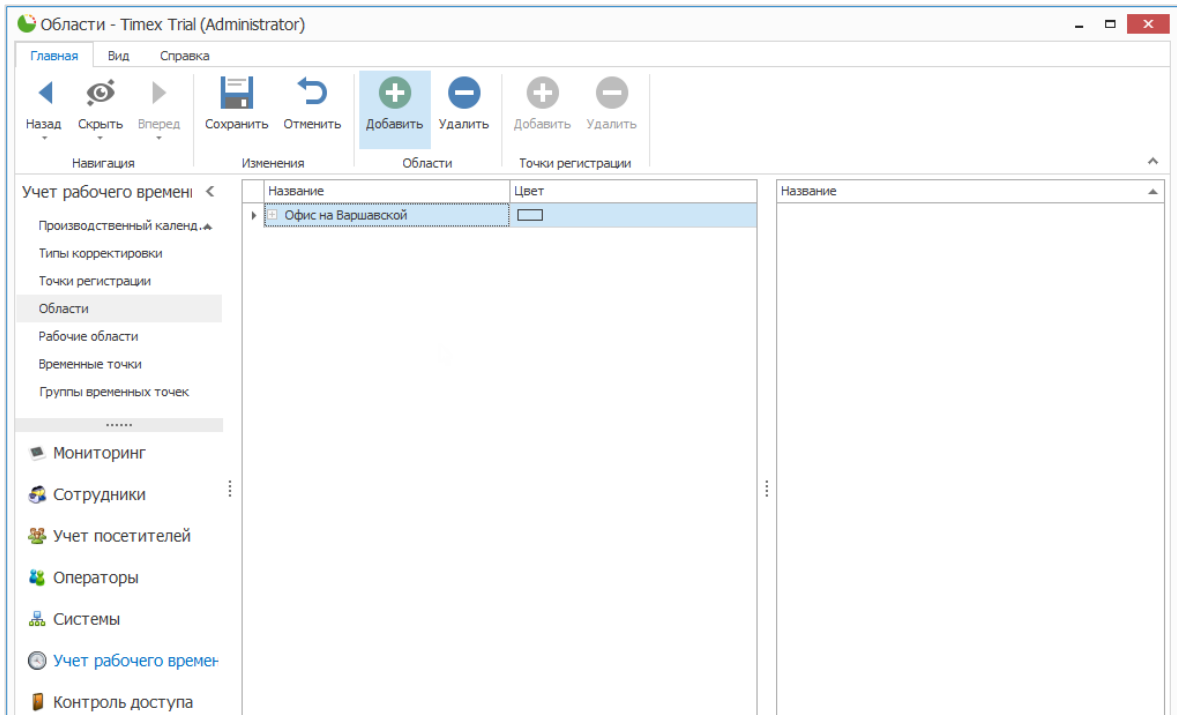 Области - Timex Trial (Administrator)
Главная Вид Справка
Назад Скрыть Вперед Сохранить Отменить Добавить Удалить Добавить Удалить
Навигация Изменения Области Точки регистрации
Учет рабочего времени
Название Цвет Название
Офис на Варшавской
Производственный календ.
Типы корректировки
Точки регистрации
Области
Рабочие области
Временные точки
Группы временных точек
Мониторинг
Сотрудники
Учет посетителей
Операторы
Системы
Учет рабочего времен
Контроль доступа